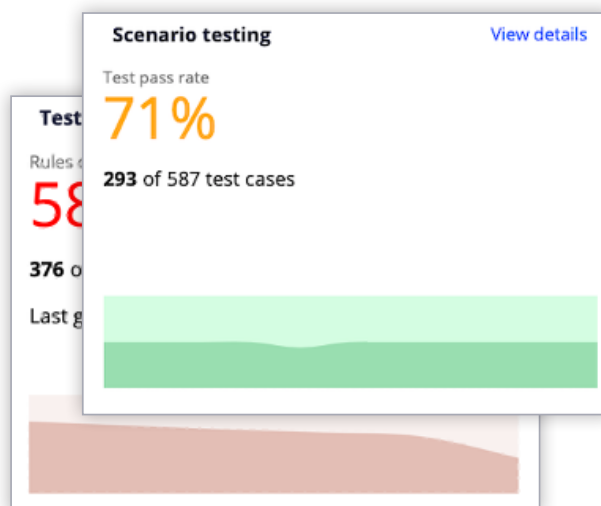 Scenario testing View details
Test pass rate
71%
293 of 587 test cases
Test
Rules
58
376 o
Last g